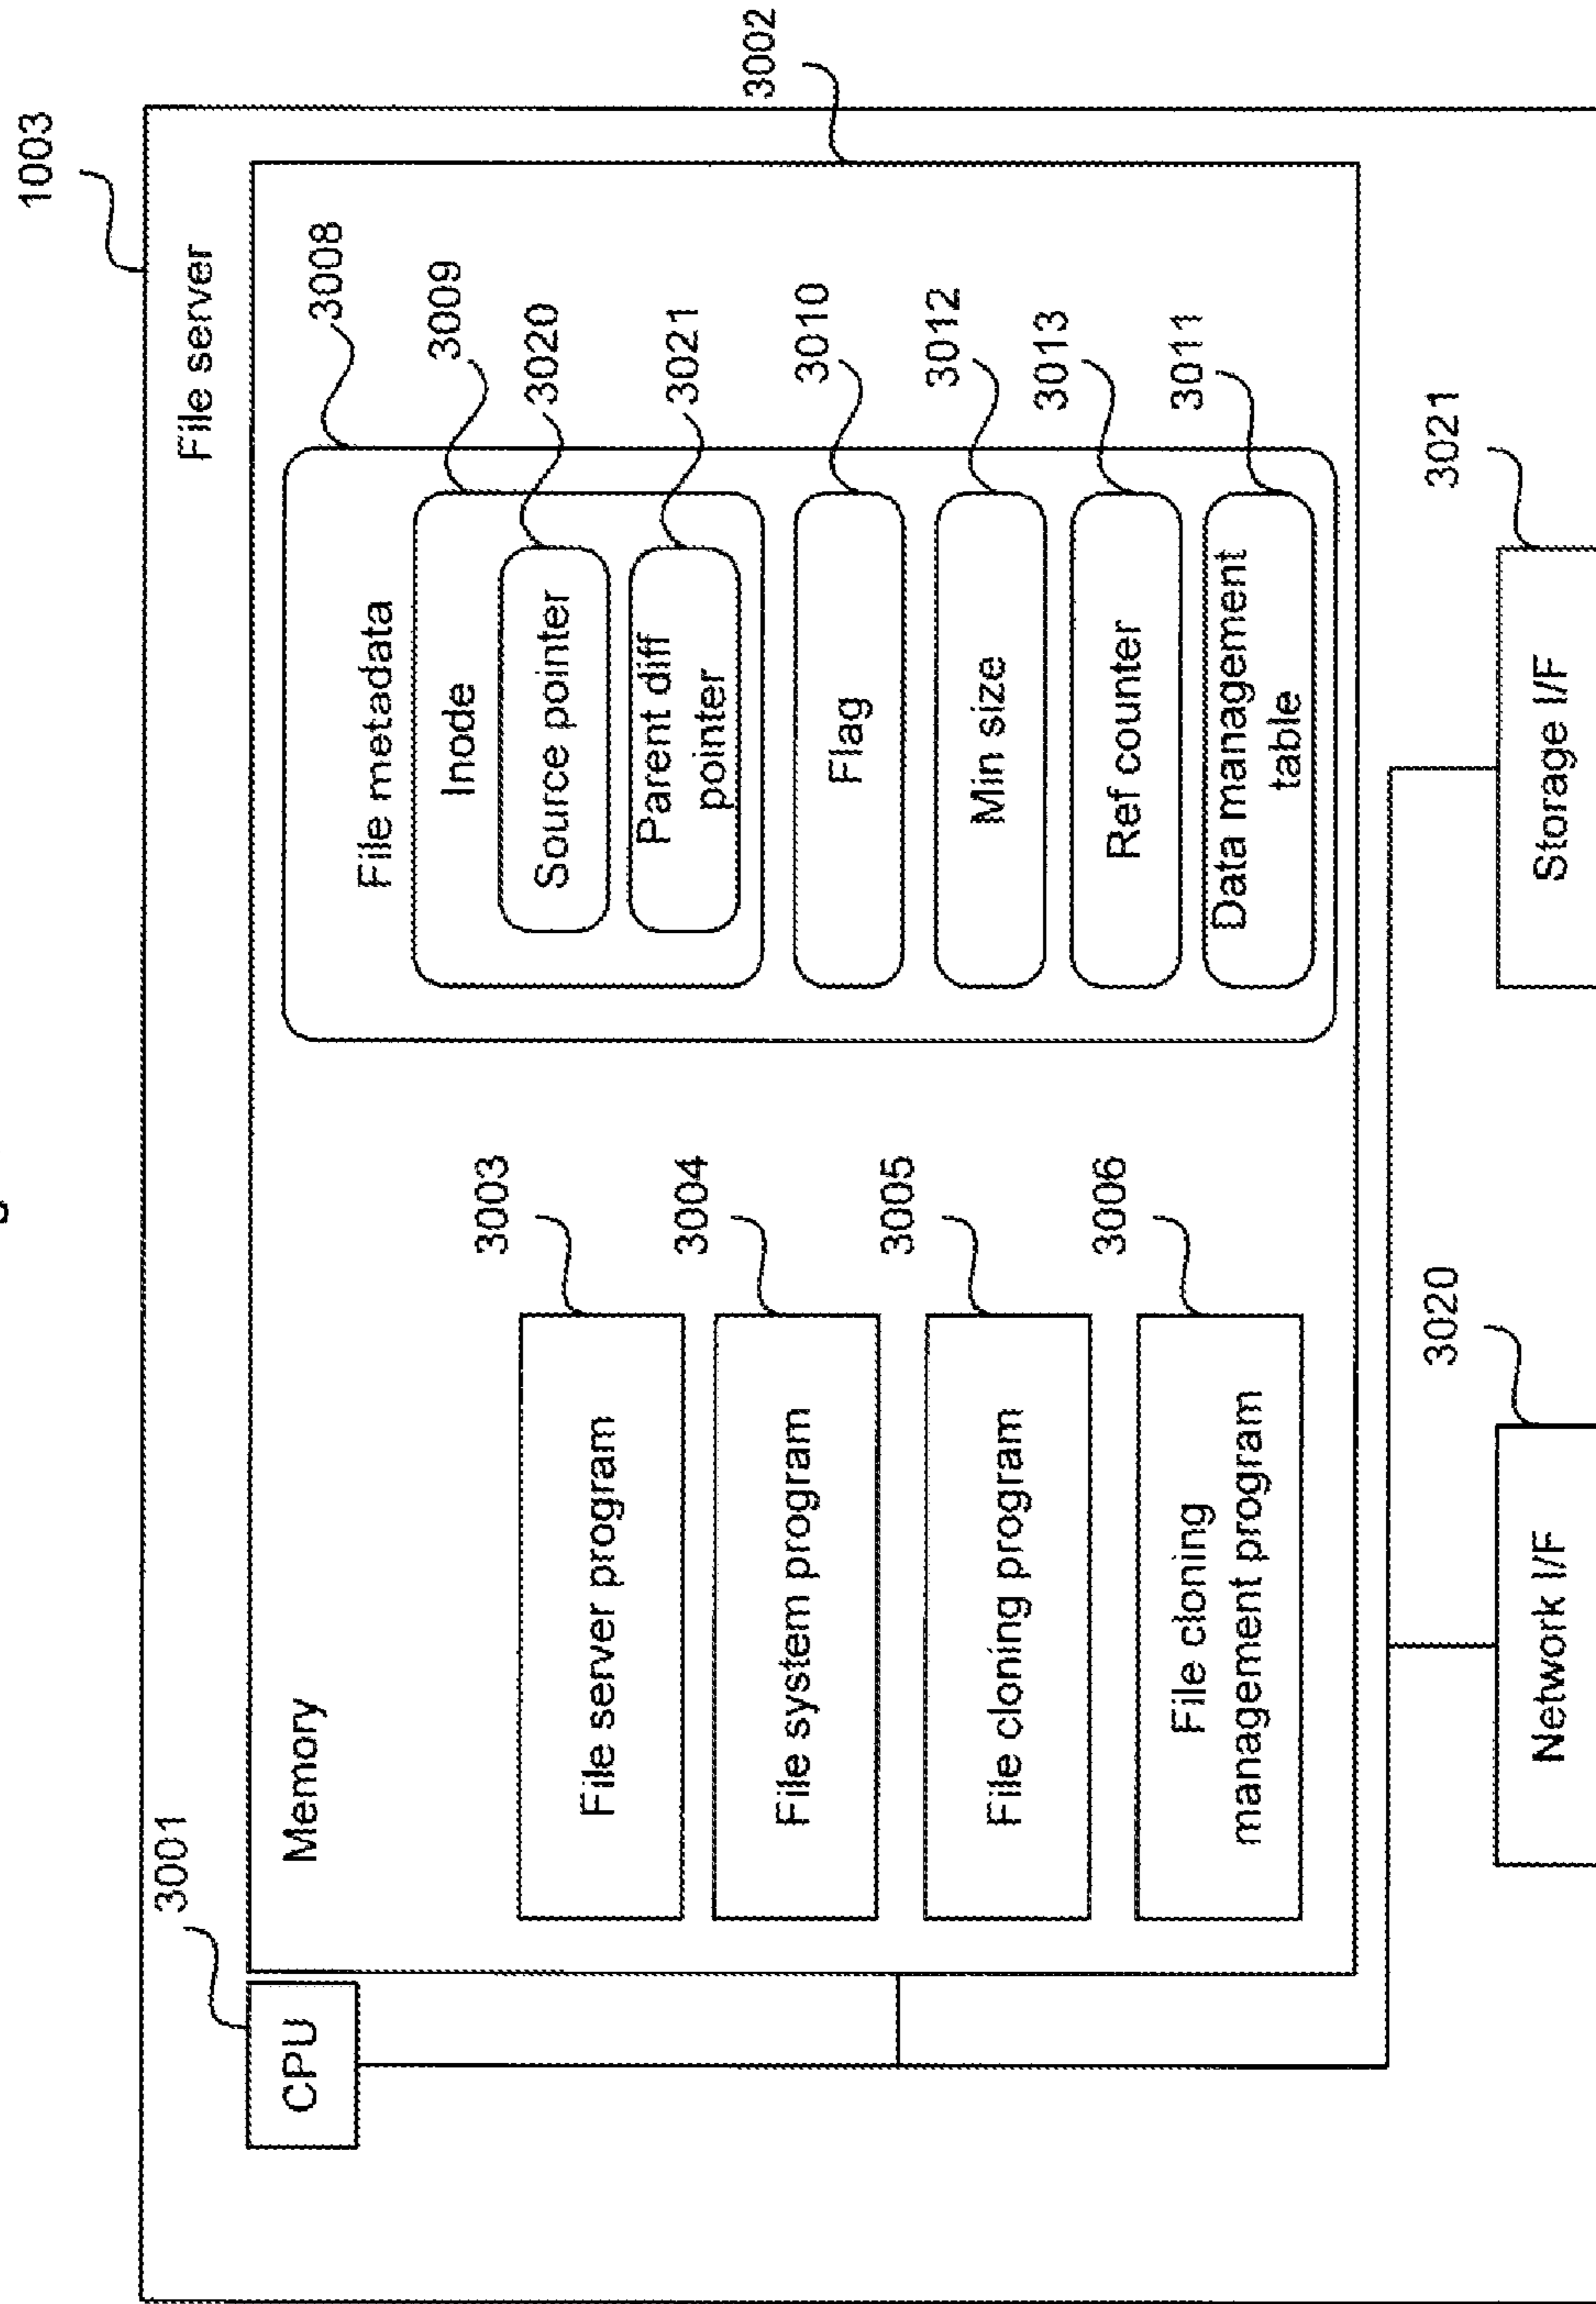 1003
File server
3001
CPU
3002
Memory
File server program
3003
File system program
3004
File cloning program
3005
File cloning
management program
3006
File metadata
3008
Inode
3009
Source pointer
3020
Parent diff
pointer
3021
Flag
3010
Min size
3012
Ref counter
3013
Data management
table
3011
Network I/F
3020
Storage I/F
3021